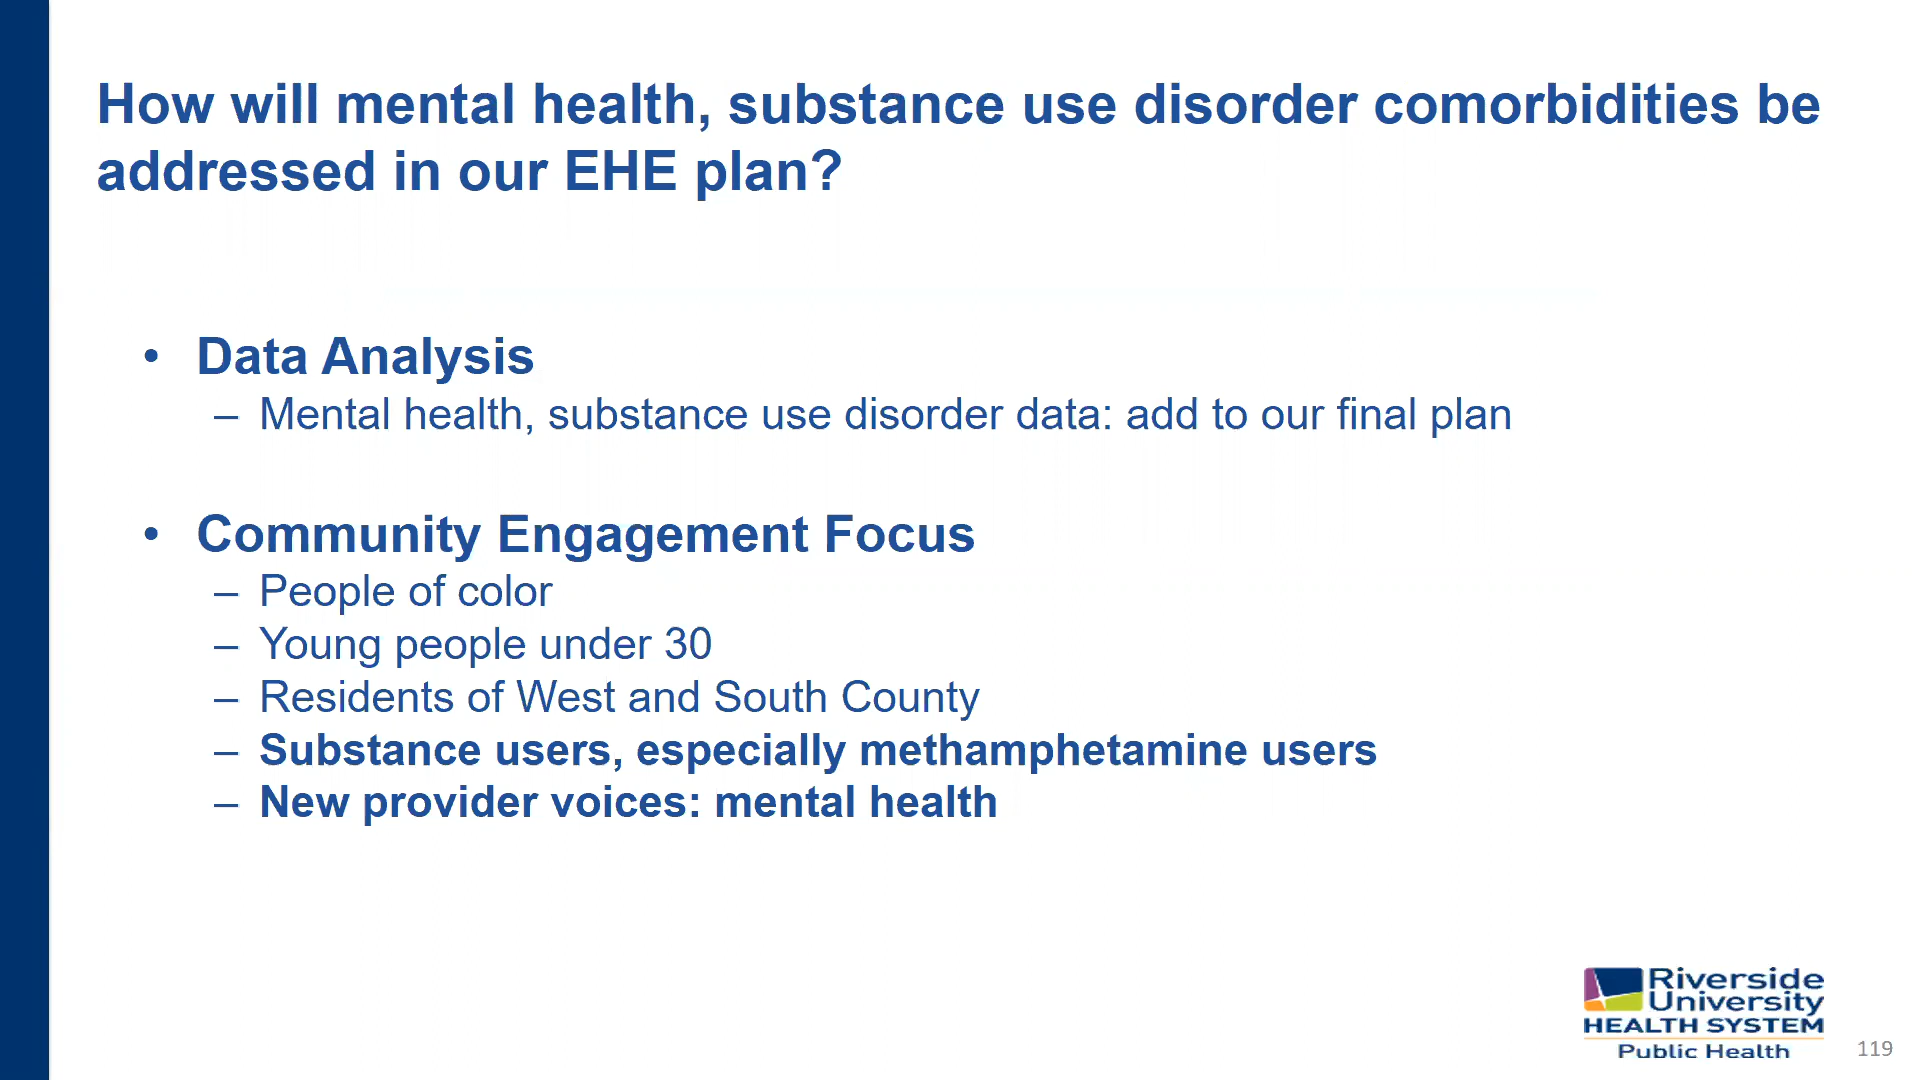 How will mental health, substance use disorder comorbidities be
addressed in our EHE plan?
• Data Analysis
– Mental health, substance use disorder data: add to our final plan
• Community Engagement Focus
– People of color
– Young people under 30
– Residents of West and South County
– Substance users, especially methamphetamine users
– New provider voices: mental health
Riverside
University
HEALTH SYSTEM
Public Health
119